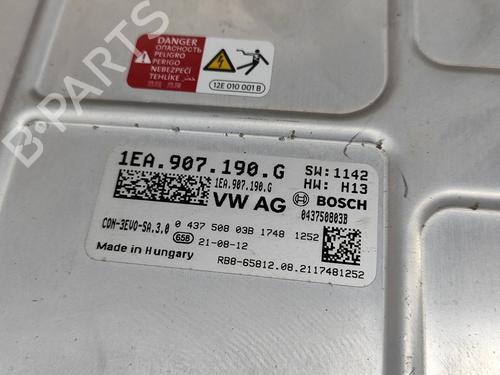 DANGER
ОПАСНОСТЬ
PELIGRO
PERIGO
NEBEZPEČÍ
TEHLİKE
12E 010 001 B
B-PARTS
1EA.907.190.G
SW:1142
1EA.907.190.G
HW: H13
VW AG
BOSCH
043750803B
CON-3EVO-SA.3.0
0 437 508 03B 1748 1252
658
21-08-12
Made in Hungary
RB8-65812.08.2117481252